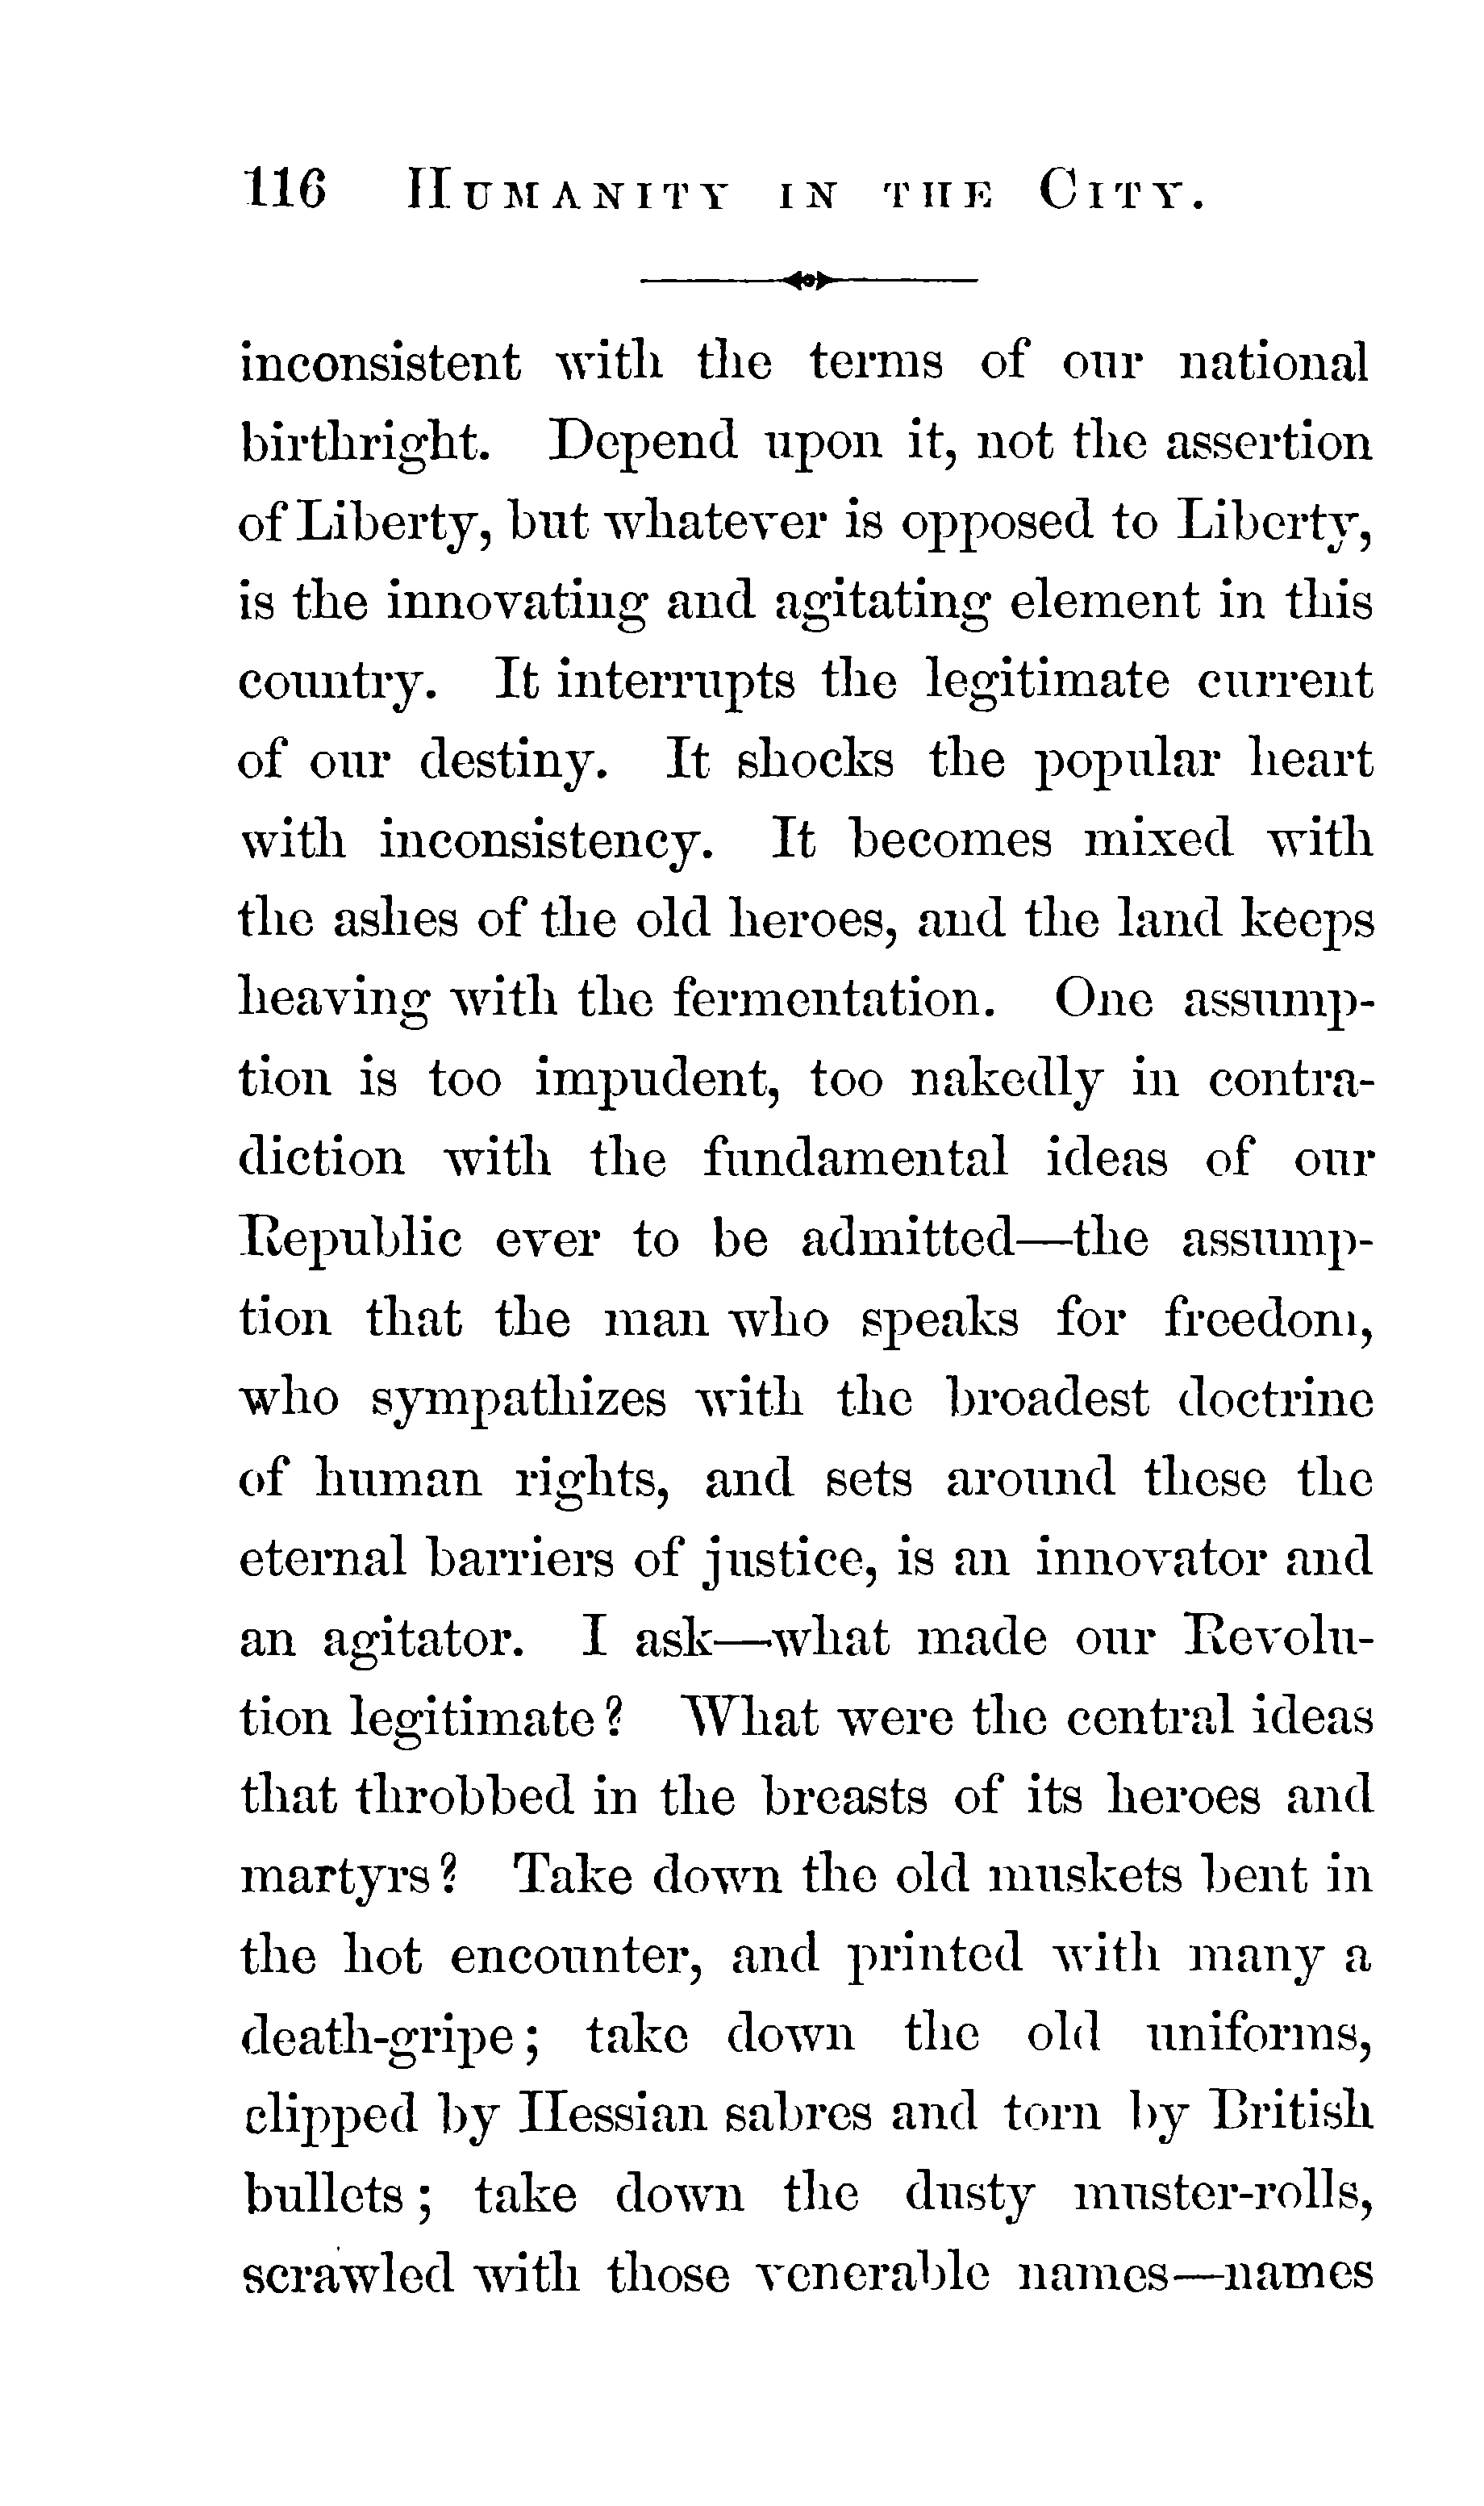 116 Humanity in the City.
inconsistent with the terms of our national
birthright. Depend upon it, not the assertion
of Liberty, but whatever is opposed to Liberty,
is the innovating and agitating element in this
country. It interrupts the legitimate current
of our destiny. It shocks the popular heart
with inconsistency. It becomes mixed with
the ashes of the old heroes, and the land keeps
heaving with the fermentation. One assump-
tion is too impudent, too nakedly in contra-
diction with the fundamental ideas of our
Republic ever to be admitted—the assump-
tion that the man who speaks for freedom,
who sympathizes with the broadest doctrine
of human rights, and sets around these the
eternal barriers of justice, is an innovator and
an agitator. I ask—what made our Revolu-
tion legitimate? What were the central ideas
that throbbed in the breasts of its heroes and
martyrs? Take down the old muskets bent in
the hot encounter, and printed with many a
death-gripe; take down the old uniforms,
clipped by Hessian sabres and torn by British
bullets; take down the dusty muster-rolls,
scrawled with those venerable names—names